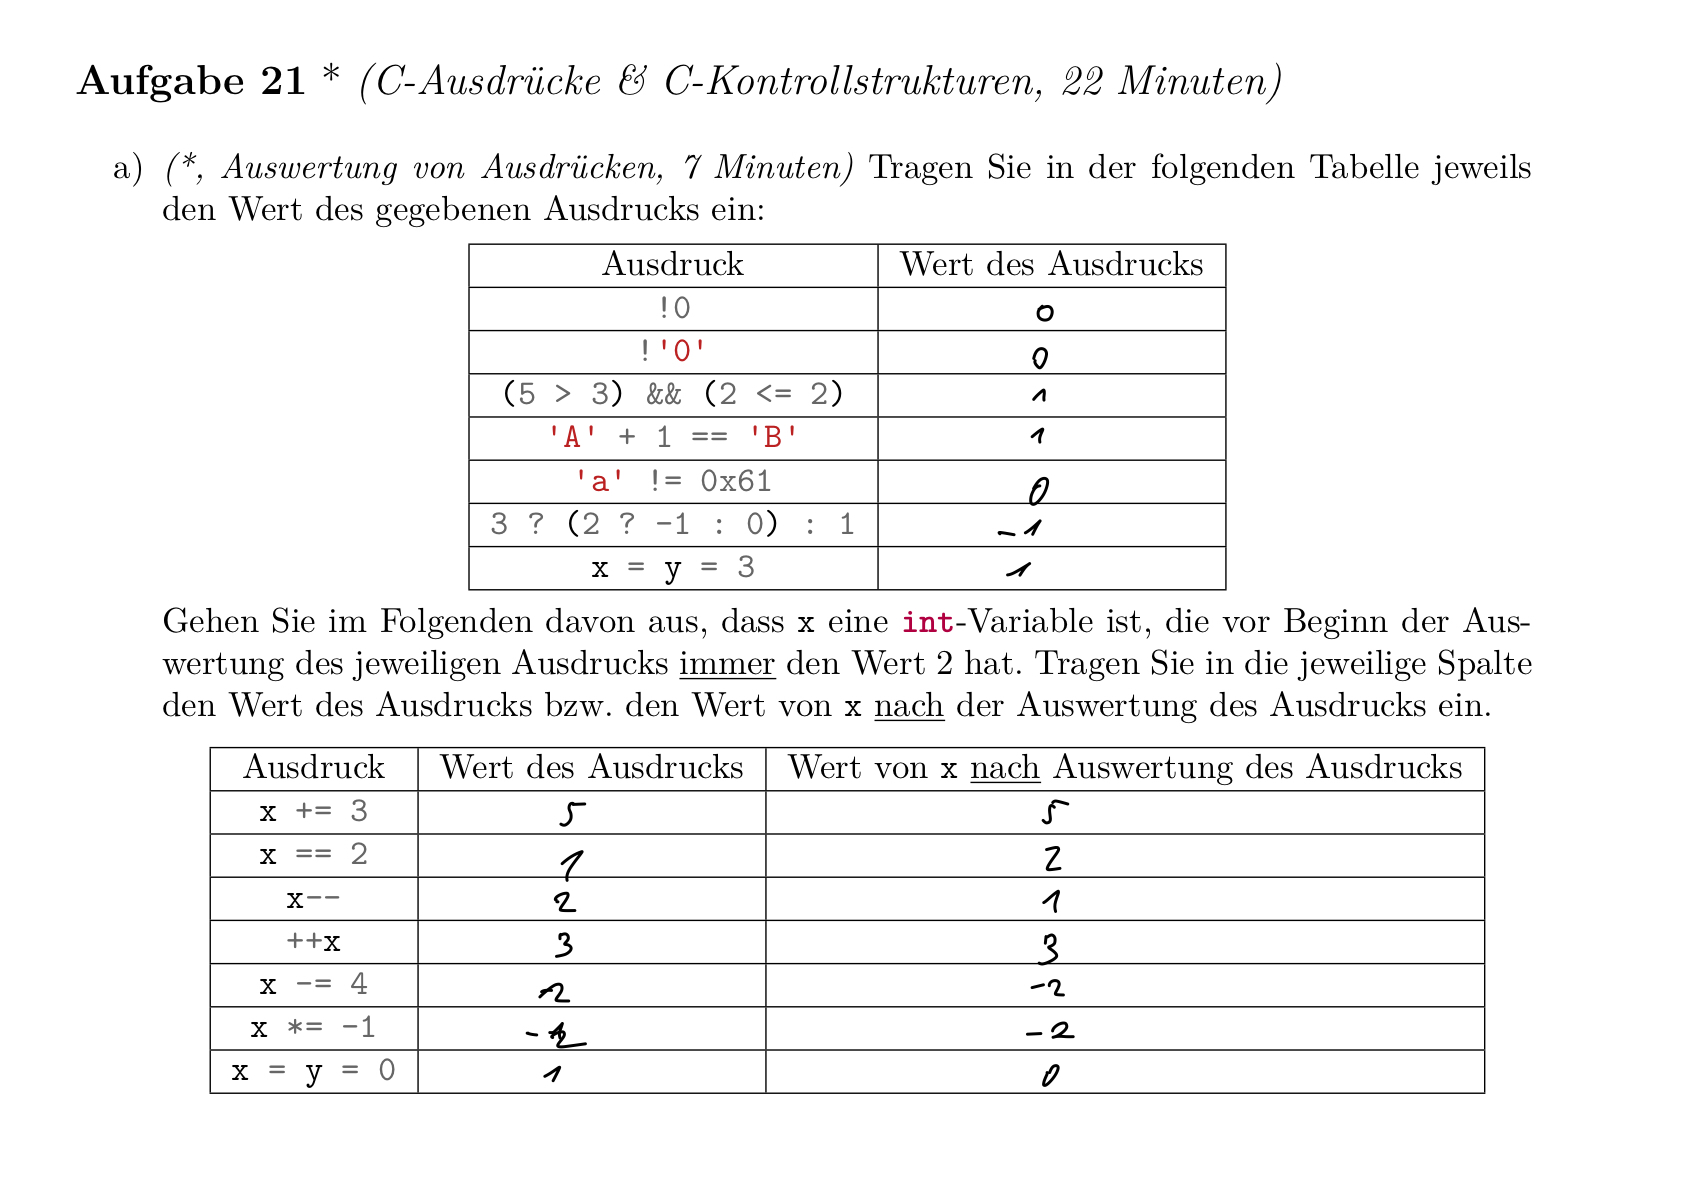 Aufgabe 21 * (C-Ausdrücke & C-Kontrollstrukturen, 22 Minuten)
a) (*, Auswertung von Ausdrücken, 7 Minuten) Tragen Sie in der folgenden Tabelle jeweils
den Wert des gegebenen Ausdrucks ein:
Ausdruck Wert des Ausdrucks
!0 0
!'0' 0
(5 > 3) && (2 <= 2) 1
'A' + 1 == 'B' 1
'a' != 0x61 0
3 ? (2 ? -1 : 0) : 1 -1
x = y = 3 1
Gehen Sie im Folgenden davon aus, dass x eine int-Variable ist, die vor Beginn der Aus-
wertung des jeweiligen Ausdrucks immer den Wert 2 hat. Tragen Sie in die jeweilige Spalte
den Wert des Ausdrucks bzw. den Wert von x nach der Auswertung des Ausdrucks ein.
Ausdruck Wert des Ausdrucks Wert von x nach Auswertung des Ausdrucks
x += 3 5 5
x == 2 1 2
x-- 2 1
++x 3 3
x -= 4 -2 -2
x *= -1 -2 -2
x = y = 0 1 0